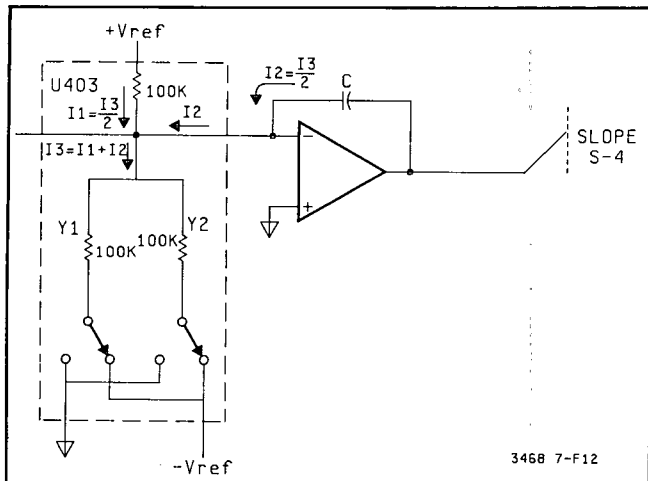 +Vref
U403
100K
I1=I3/2
I2
I2=I3/2
C
I3=I1+I2
−
+
SLOPE
S-4
Y1
100K
Y2
100K
-Vref
3468 7-F12